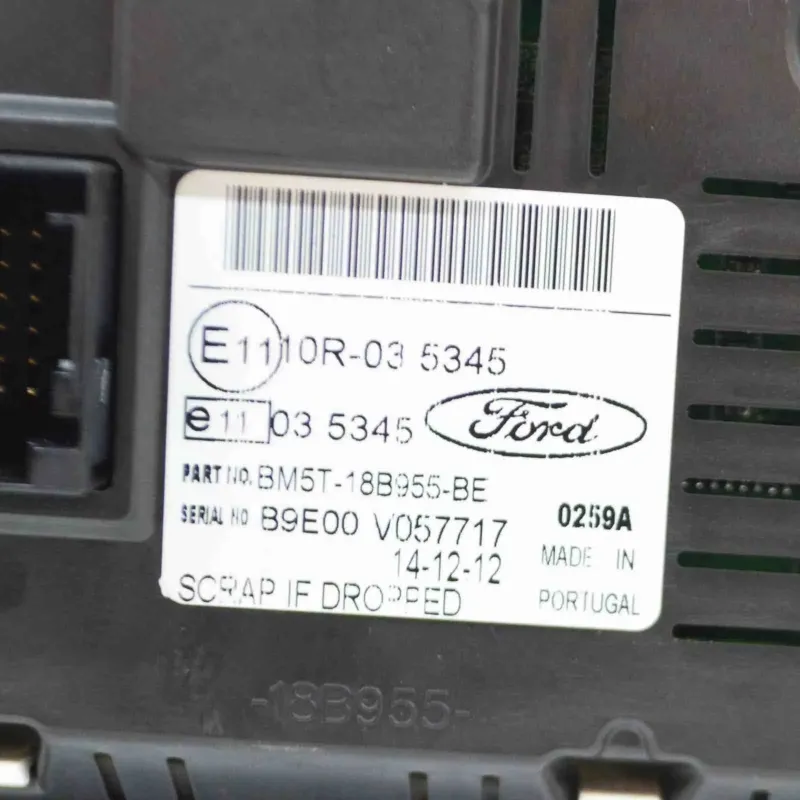 E11 10R-03 5345
e11 03 5345 Ford
PART NO. BM5T-18B955-BE
SERIAL NO B9E00 V057717 0259A
14-12-12 MADE IN
SCRAP IF DROPPED PORTUGAL
-18B955-